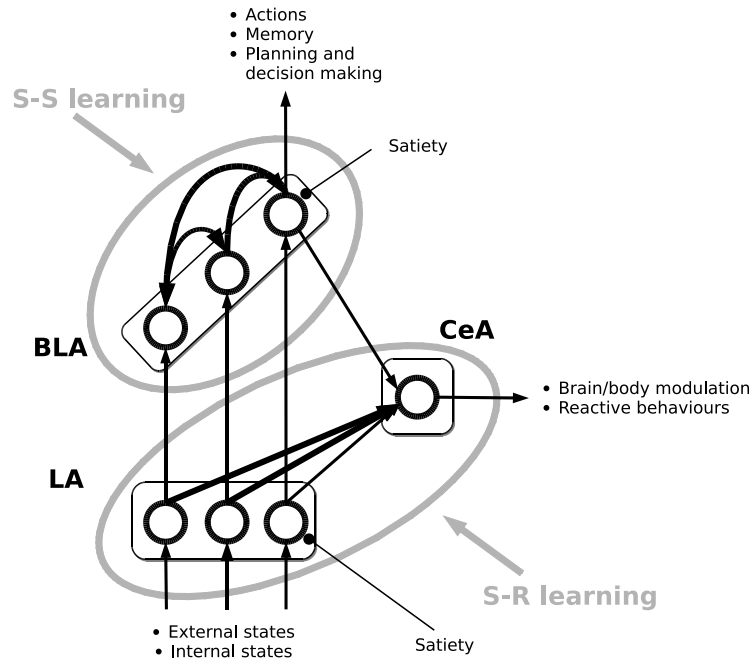 • Actions
• Memory
• Planning and
decision making
S-S learning
Satiety
BLA
CeA
• Brain/body modulation
• Reactive behaviours
LA
S-R learning
• External states
• Internal states
Satiety